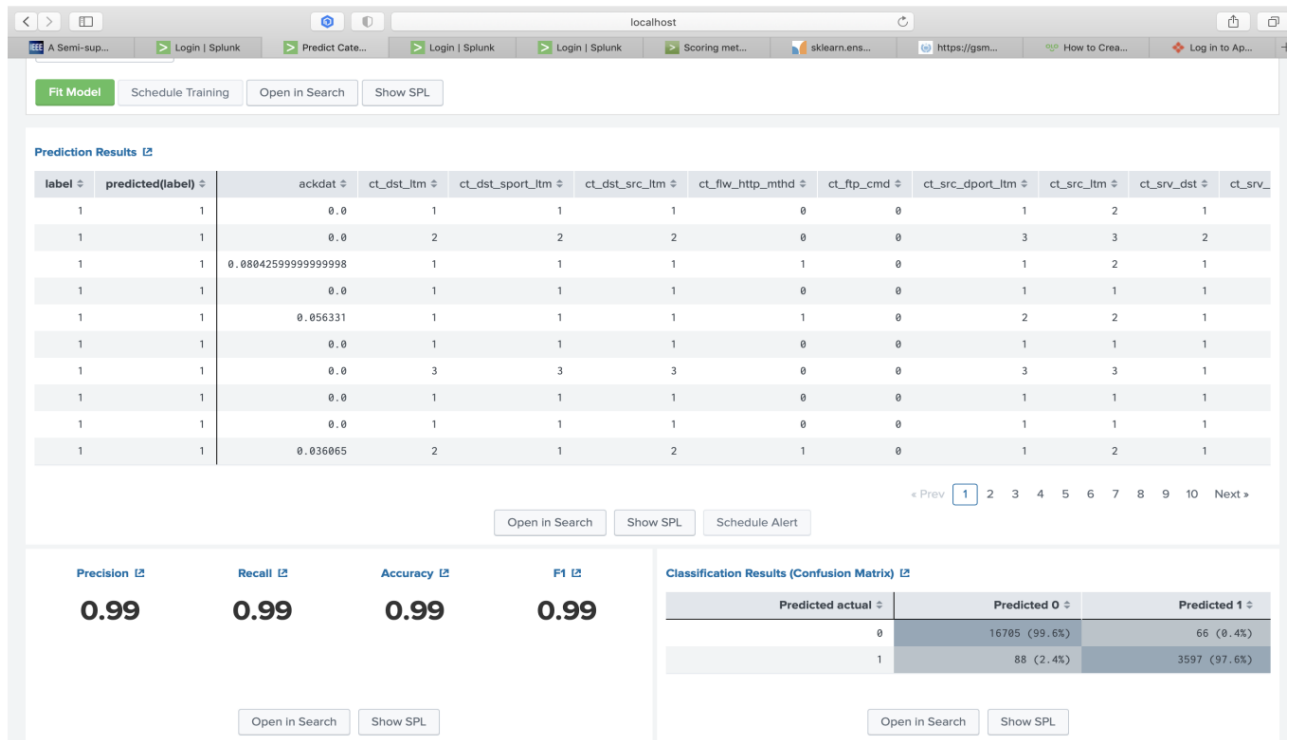 localhost
A Semi-sup... Login | Splunk Predict Cate... Login | Splunk Login | Splunk Scoring met... sklearn.ens... https://gsm... How to Crea... Log in to Ap...
Fit Model Schedule Training Open in Search Show SPL
Prediction Results
label predicted(label) ackdat ct_dst_ltm ct_dst_sport_ltm ct_dst_src_ltm ct_flw_http_mthd ct_ftp_cmd ct_src_dport_ltm ct_src_ltm ct_srv_dst ct_srv_
1 1 0.0 1 1 1 0 0 1 2 1
1 1 0.0 2 2 2 0 0 3 3 2
1 1 0.08042599999999998 1 1 1 1 0 1 2 1
1 1 0.0 1 1 1 0 0 1 1 1
1 1 0.056331 1 1 1 1 0 2 2 1
1 1 0.0 1 1 1 0 0 1 1 1
1 1 0.0 3 3 3 0 0 3 3 1
1 1 0.0 1 1 1 0 0 1 1 1
1 1 0.0 1 1 1 0 0 1 1 1
1 1 0.036065 2 1 2 1 0 1 2 1
« Prev 1 2 3 4 5 6 7 8 9 10 Next »
Open in Search Show SPL Schedule Alert
Precision Recall Accuracy F1
0.99 0.99 0.99 0.99
Open in Search Show SPL
Classification Results (Confusion Matrix)
Predicted actual Predicted 0 Predicted 1
0 16705 (99.6%) 66 (0.4%)
1 88 (2.4%) 3597 (97.6%)
Open in Search Show SPL